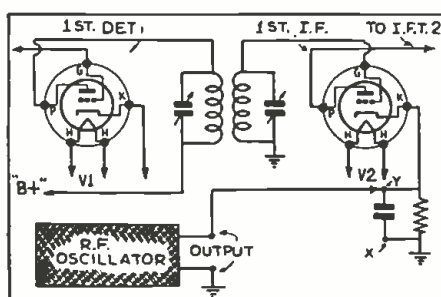 1ST. DET.
1ST. I.F.
TO I.F.T. 2
G
G
P
K
P
K
H
H
H
H
V1
V2
Y
"B+"
R.F.
OSCILLATOR
OUTPUT
X